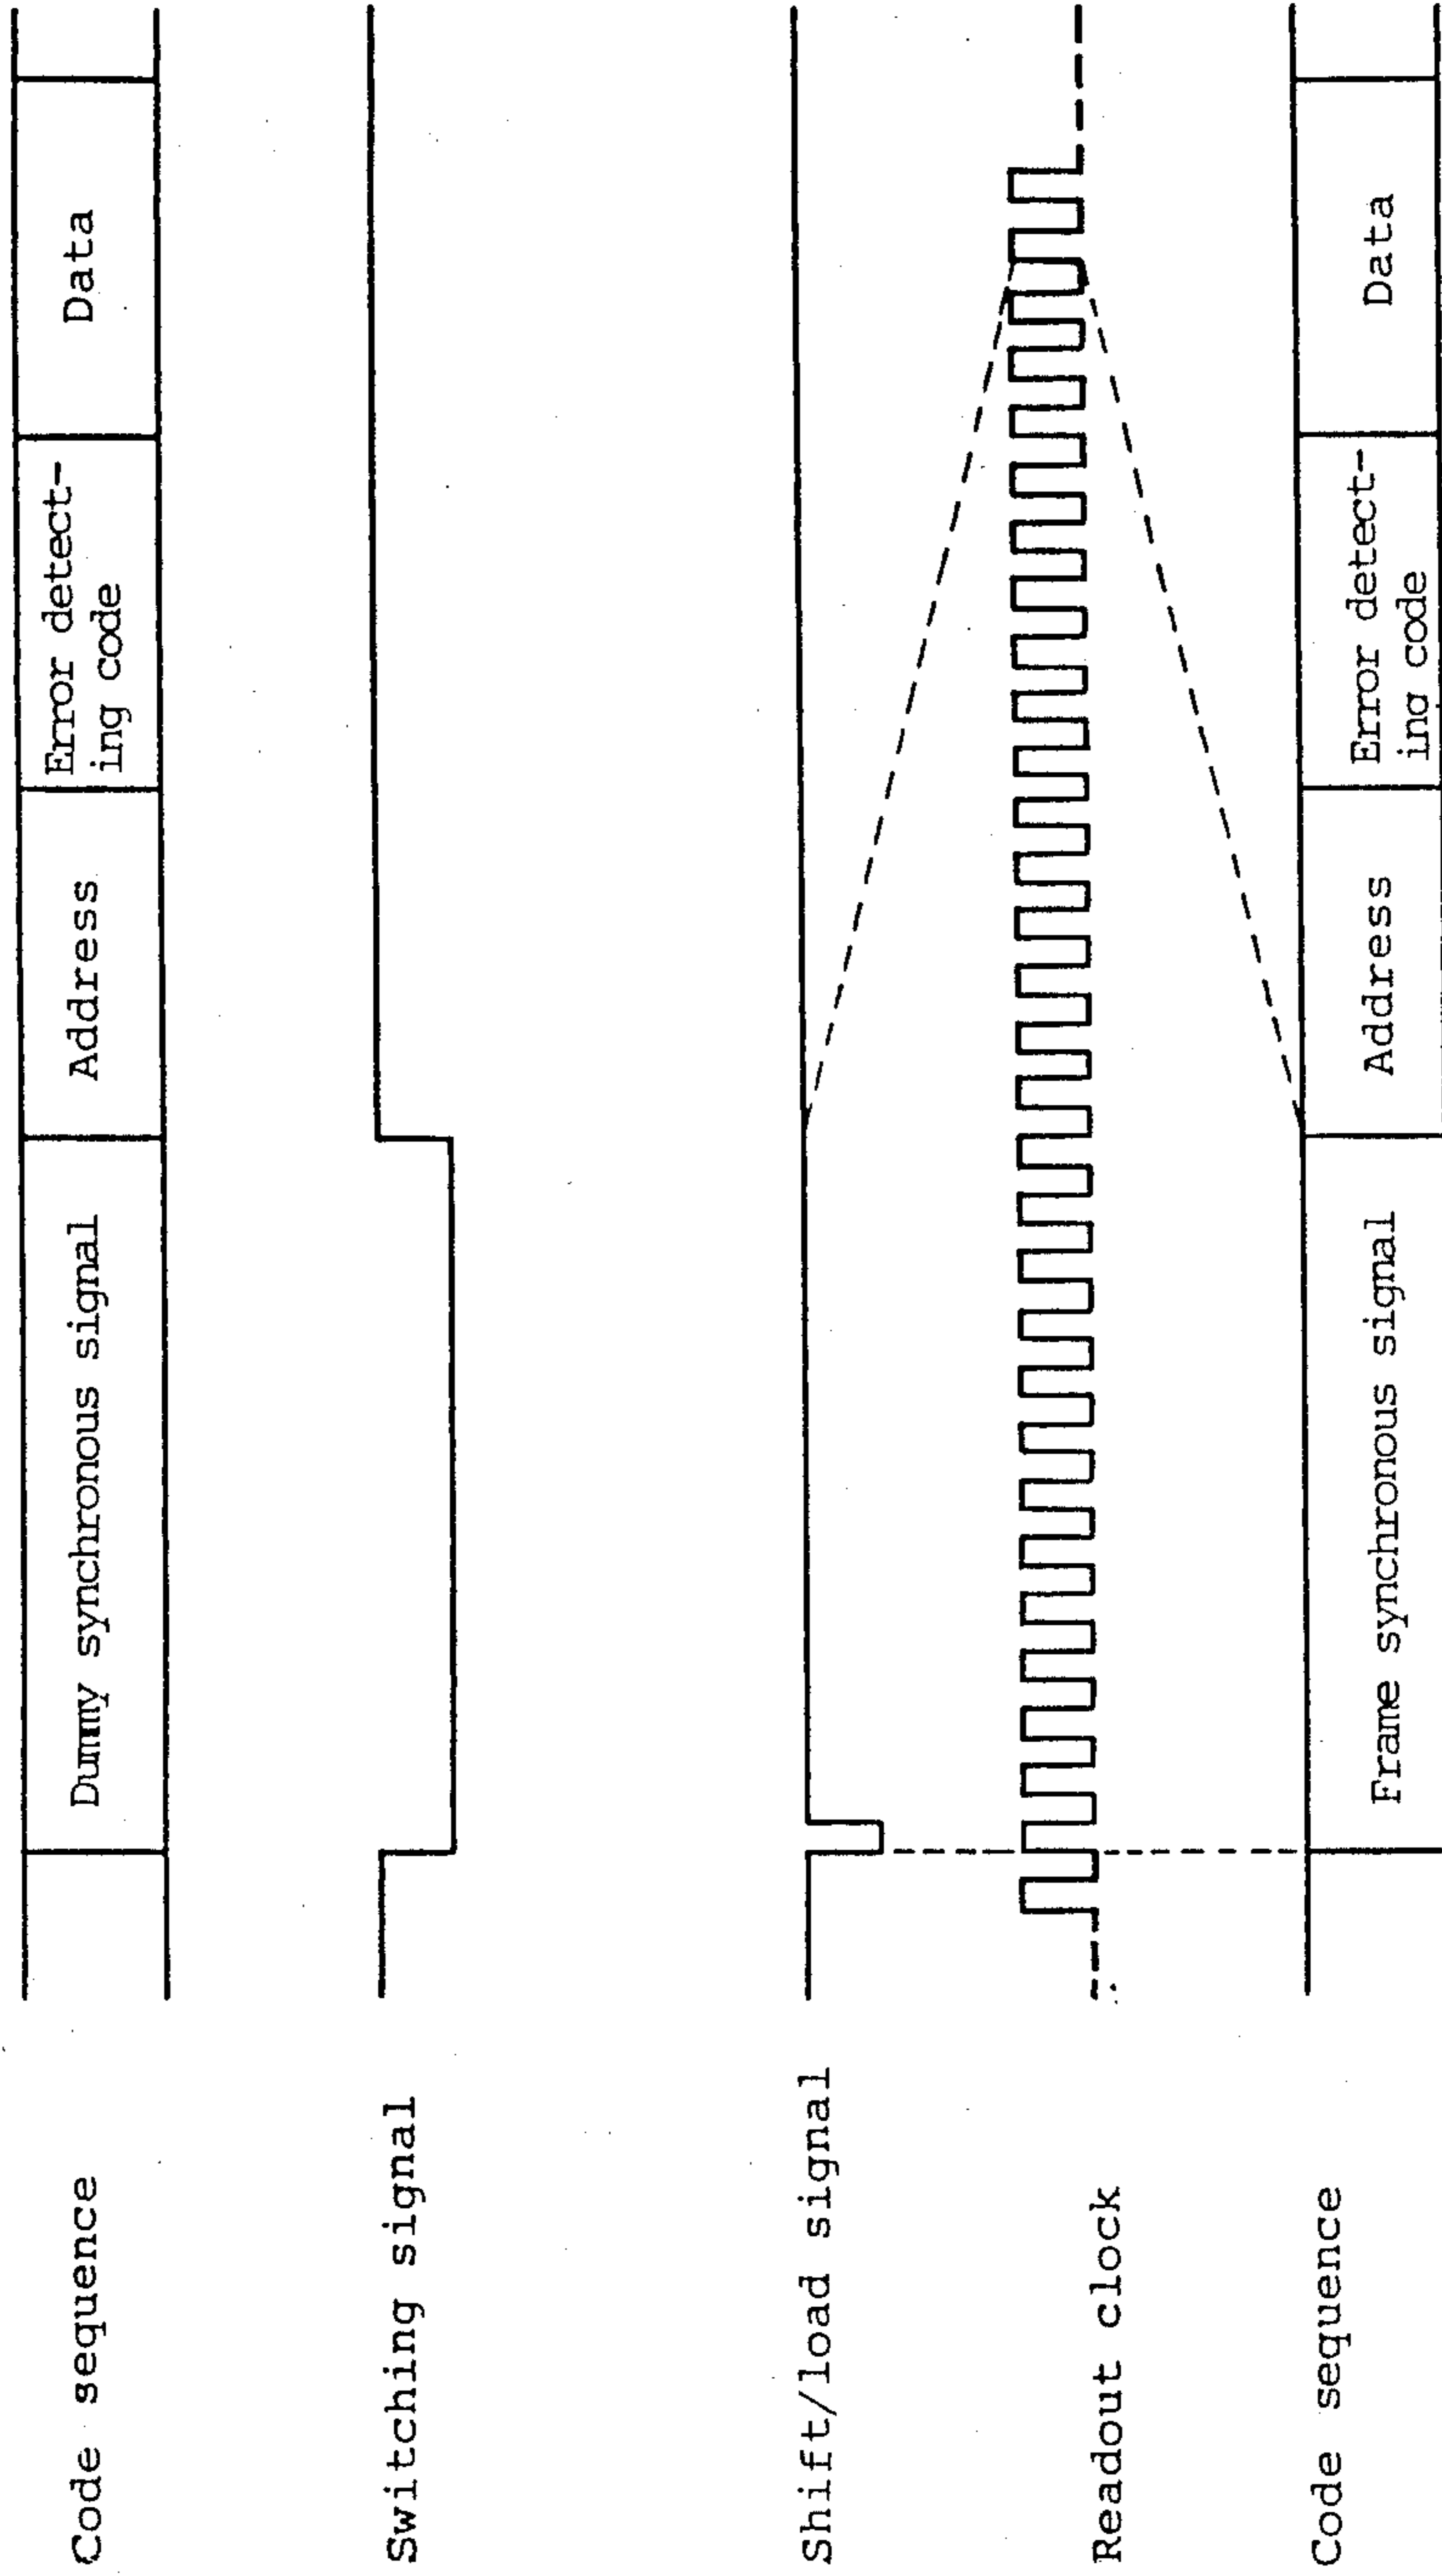 Code sequence
Dummy synchronous signal
Address
Error detect-
ing code
Data
Switching signal
Shift/load signal
Readout clock
Code sequence
Frame synchronous signal
Address
Error detect-
ing code
Data